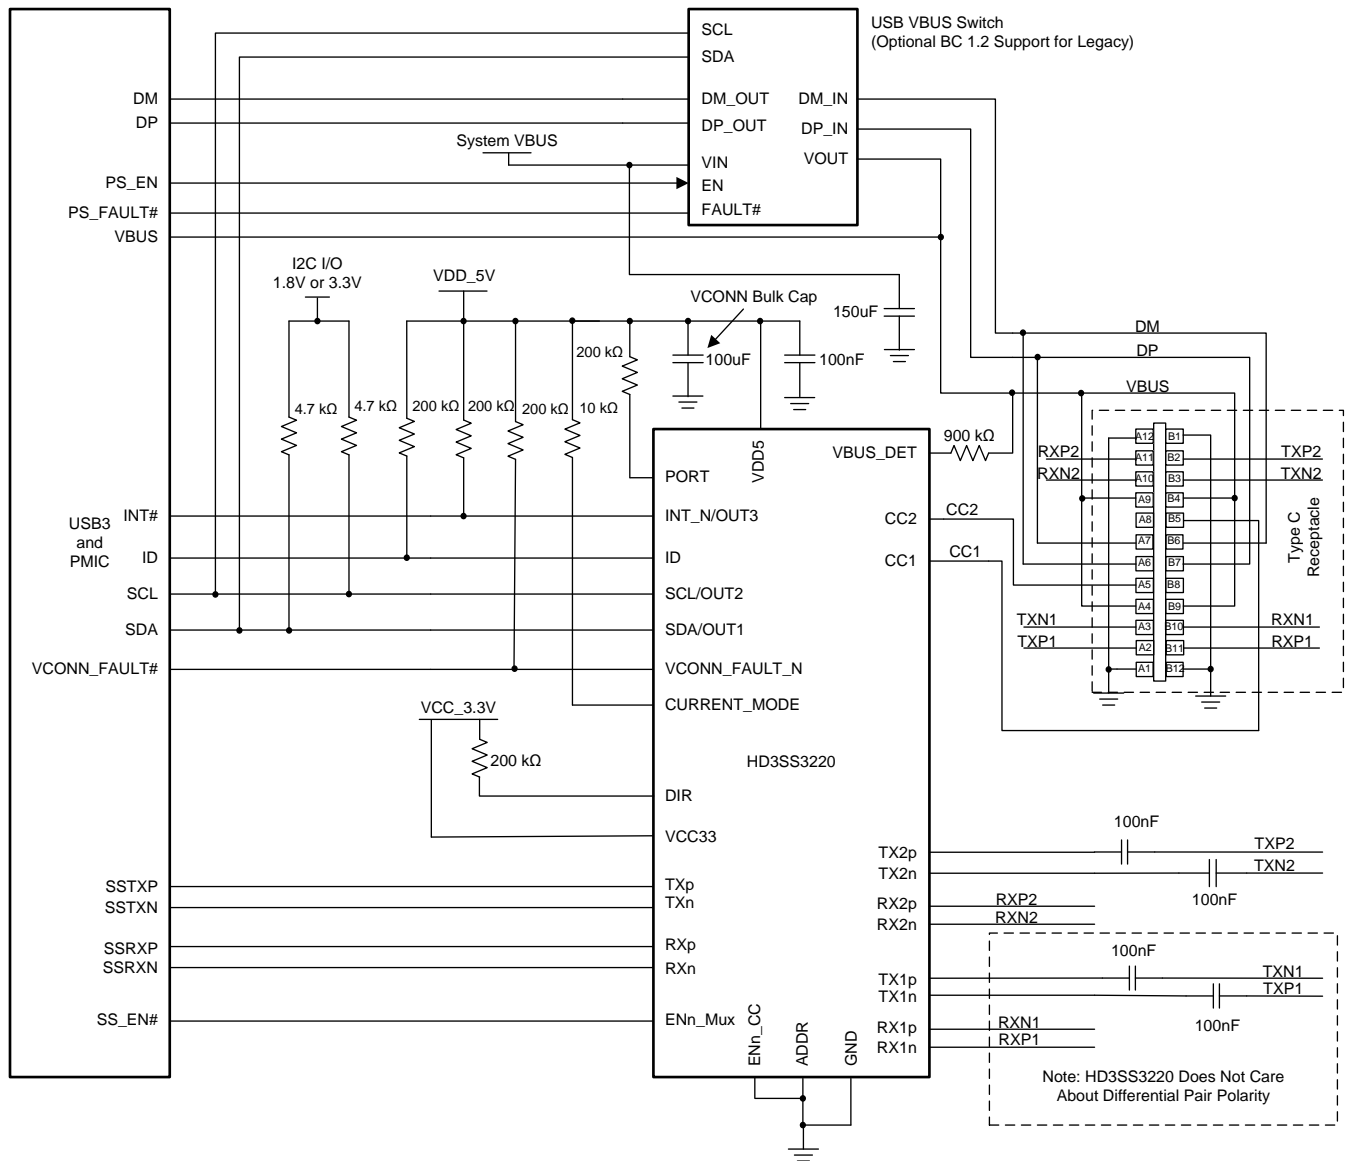 USB VBUS Switch
(Optional BC 1.2 Support for Legacy)
SCL
SDA
DM
DM_OUT
DM_IN
DP
DP_OUT
DP_IN
System VBUS
VIN
VOUT
PS_EN
EN
PS_FAULT#
FAULT#
VBUS
I2C I/O
1.8V or 3.3V
VDD_5V
VCONN Bulk Cap
150uF
DM
DP
VBUS
200 kΩ
100uF
100nF
4.7 kΩ
4.7 kΩ
200 kΩ
200 kΩ
200 kΩ
10 kΩ
VDD5
VBUS_DET
900 kΩ
PORT
USB3
and
PMIC
INT#
INT_N/OUT3
CC2
CC2
ID
ID
CC1
CC1
SCL
SCL/OUT2
SDA
SDA/OUT1
VCONN_FAULT#
VCONN_FAULT_N
CURRENT_MODE
A12 B1
RXP2 A11 B2 TXP2
RXN2 A10 B3 TXN2
A9 B4
A8 B5
A7 B6
A6 B7
A5 B8
A4 B9
TXN1 A3 B10 RXN1
TXP1 A2 B11 RXP1
A1 B12
Type C
Receptacle
VCC_3.3V
200 kΩ
HD3SS3220
DIR
VCC33
100nF
TX2p
TXP2
TX2n
TXN2
100nF
SSTXP
TXp
SSTXN
TXn
RX2p
RXP2
RX2n
RXN2
SSRXP
RXp
SSRXN
RXn
100nF
TX1p
TXN1
TX1n
TXP1
100nF
SS_EN#
ENn_Mux
RX1p
RXN1
RX1n
RXP1
ENn_CC
ADDR
GND
Note: HD3SS3220 Does Not Care
About Differential Pair Polarity